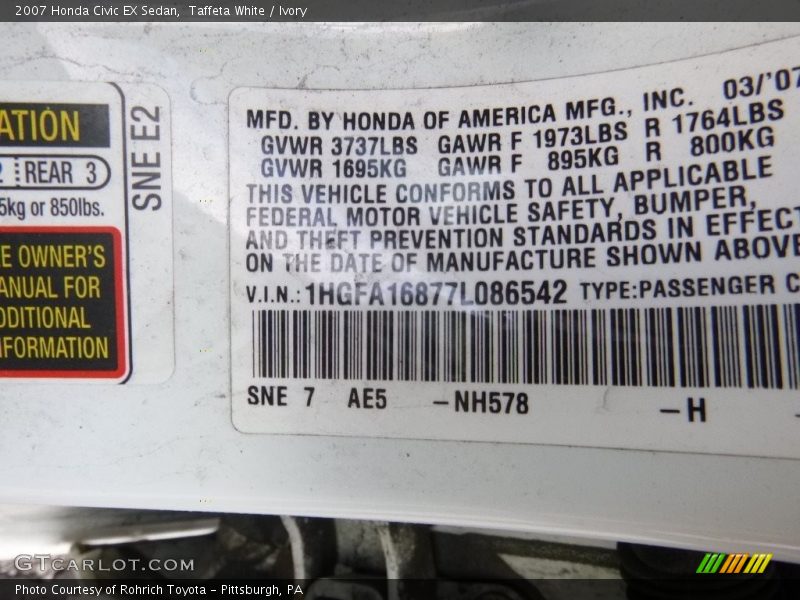 2007 Honda Civic EX Sedan, Taffeta White / Ivory
ATION
REAR 3
5kg or 850lbs.
E OWNER'S
ANUAL FOR
DDITIONAL
FORMATION
SNE E2
MFD. BY HONDA OF AMERICA MFG., INC. 03/'07
GVWR 3737LBS GAWR F 1973LBS R 1764LBS
GVWR 1695KG GAWR F 895KG R 800KG
THIS VEHICLE CONFORMS TO ALL APPLICABLE
FEDERAL MOTOR VEHICLE SAFETY, BUMPER,
AND THEFT PREVENTION STANDARDS IN EFFECT
ON THE DATE OF MANUFACTURE SHOWN ABOVE
V.I.N.: 1HGFA16877L086542 TYPE:PASSENGER C
SNE 7 AE5 –NH578 –H
GTCarLot.com
Photo Courtesy of Rohrich Toyota - Pittsburgh, PA